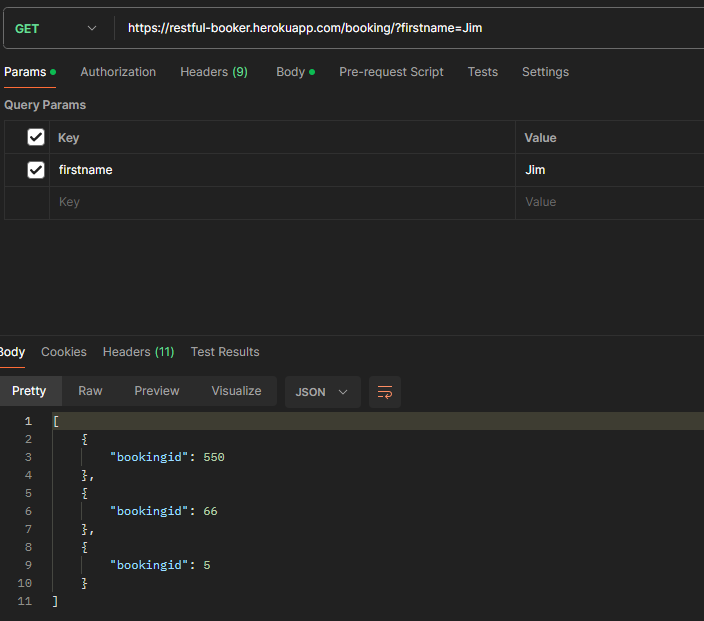 GET https://restful-booker.herokuapp.com/booking/?firstname=Jim
Params Authorization Headers (9) Body Pre-request Script Tests Settings
Query Params
Key Value
firstname Jim
Key Value
Body Cookies Headers (11) Test Results
Pretty Raw Preview Visualize JSON
1 [
2 {
3 "bookingid": 550
4 },
5 {
6 "bookingid": 66
7 },
8 {
9 "bookingid": 5
10 }
11 ]